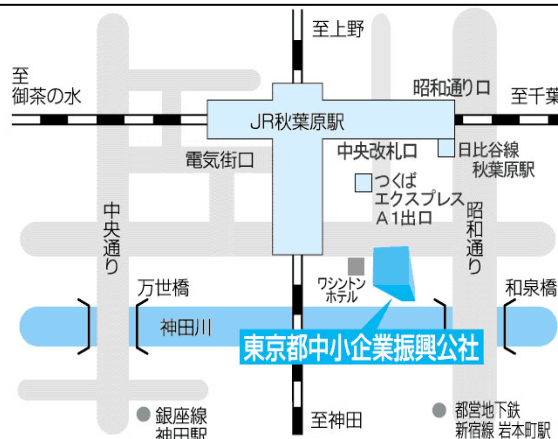 至上野
至
御茶の水
昭和通り口
至千葉
JR秋葉原駅
電気街口
中央改札口
日比谷線
秋葉原駅
つくば
エクスプレス
A1出口
中央通り
昭和通り
万世橋
ワシントン
ホテル
和泉橋
神田川
東京都中小企業振興公社
銀座線
神田駅
至神田
都営地下鉄
新宿線 岩本町駅